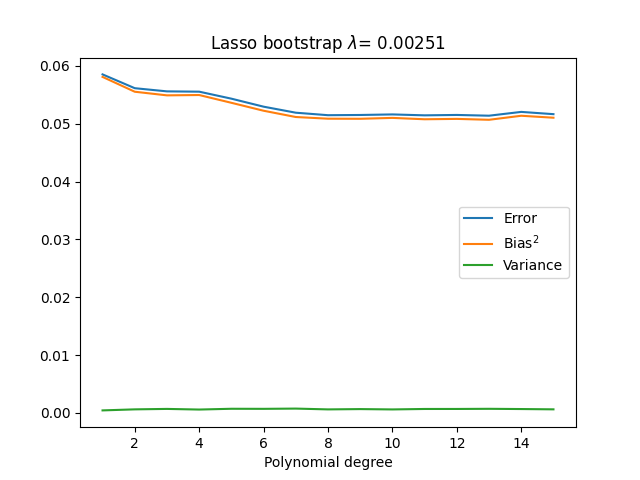 Lasso bootstrap λ= 0.00251
0.06
0.05
0.04
0.03
0.02
0.01
0.00
Error
Bias²
Variance
2 4 6 8 10 12 14
Polynomial degree